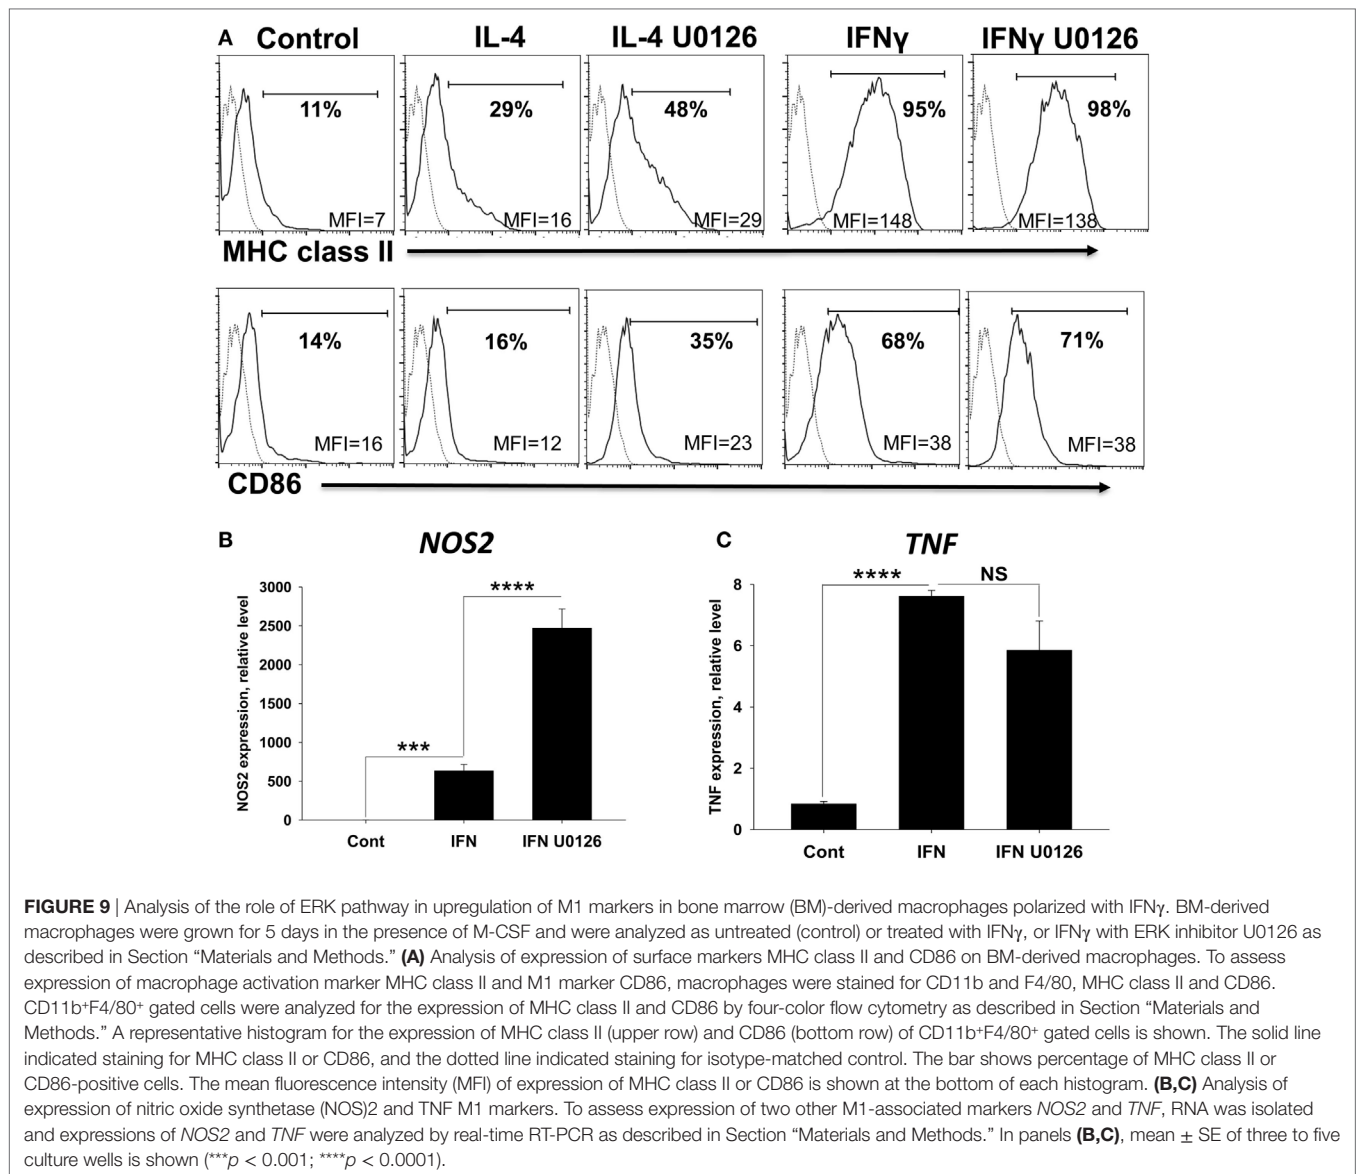 A Control IL-4 IL-4 U0126 IFNγ IFNγ U0126
11% 29% 48% 95% 98%
MFI=7 MFI=16 MFI=29 MFI=148 MFI=138
MHC class II
14% 16% 35% 68% 71%
MFI=16 MFI=12 MFI=23 MFI=38 MFI=38
CD86
B NOS2
NOS2 expression, relative level
3000
2500
2000
1500
1000
500
0
***
****
Cont IFN IFN U0126
C TNF
TNF expression, relative level
8
6
4
2
0
****
NS
Cont IFN IFN U0126
FIGURE 9 | Analysis of the role of ERK pathway in upregulation of M1 markers in bone marrow (BM)-derived macrophages polarized with IFNγ. BM-derived
macrophages were grown for 5 days in the presence of M-CSF and were analyzed as untreated (control) or treated with IFNγ, or IFNγ with ERK inhibitor U0126 as
described in Section “Materials and Methods.” (A) Analysis of expression of surface markers MHC class II and CD86 on BM-derived macrophages. To assess
expression of macrophage activation marker MHC class II and M1 marker CD86, macrophages were stained for CD11b and F4/80, MHC class II and CD86.
CD11b⁺F4/80⁺ gated cells were analyzed for the expression of MHC class II and CD86 by four-color flow cytometry as described in Section “Materials and
Methods.” A representative histogram for the expression of MHC class II (upper row) and CD86 (bottom row) of CD11b⁺F4/80⁺ gated cells is shown. The solid line
indicated staining for MHC class II or CD86, and the dotted line indicated staining for isotype-matched control. The bar shows percentage of MHC class II or
CD86-positive cells. The mean fluorescence intensity (MFI) of expression of MHC class II or CD86 is shown at the bottom of each histogram. (B,C) Analysis of
expression of nitric oxide synthetase (NOS)2 and TNF M1 markers. To assess expression of two other M1-associated markers NOS2 and TNF, RNA was isolated
and expressions of NOS2 and TNF were analyzed by real-time RT-PCR as described in Section “Materials and Methods.” In panels (B,C), mean ± SE of three to five
culture wells is shown (***p < 0.001; ****p < 0.0001).